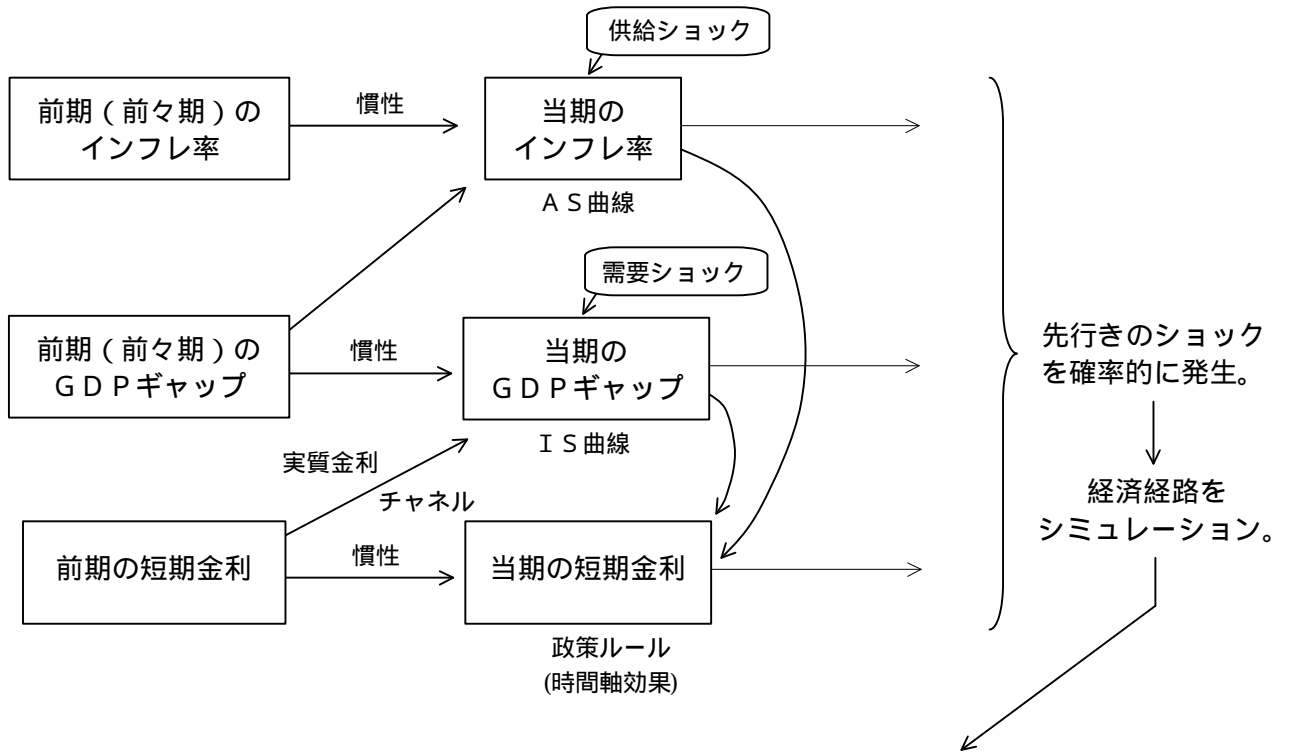 供給ショック
前期（前々期）の
インフレ率
慣性
当期の
インフレ率
ＡＳ曲線
需要ショック
前期（前々期）の
ＧＤＰギャップ
慣性
当期の
ＧＤＰギャップ
ＩＳ曲線
実質金利
チャネル
前期の短期金利
慣性
当期の短期金利
政策ルール
(時間軸効果)
先行きのショック
を確率的に発生。
経済経路を
シミュレーション。